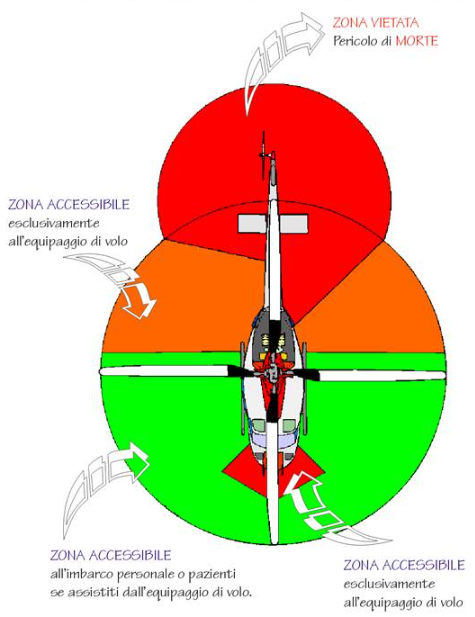 ZONA VIETATA
Pericolo di MORTE
ZONA ACCESSIBILE
esclusivamente
all'equipaggio di volo
ZONA ACCESSIBILE
all'imbarco personale o pazienti
se assistiti dall'equipaggio di volo.
ZONA ACCESSIBILE
esclusivamente
all'equipaggio di volo